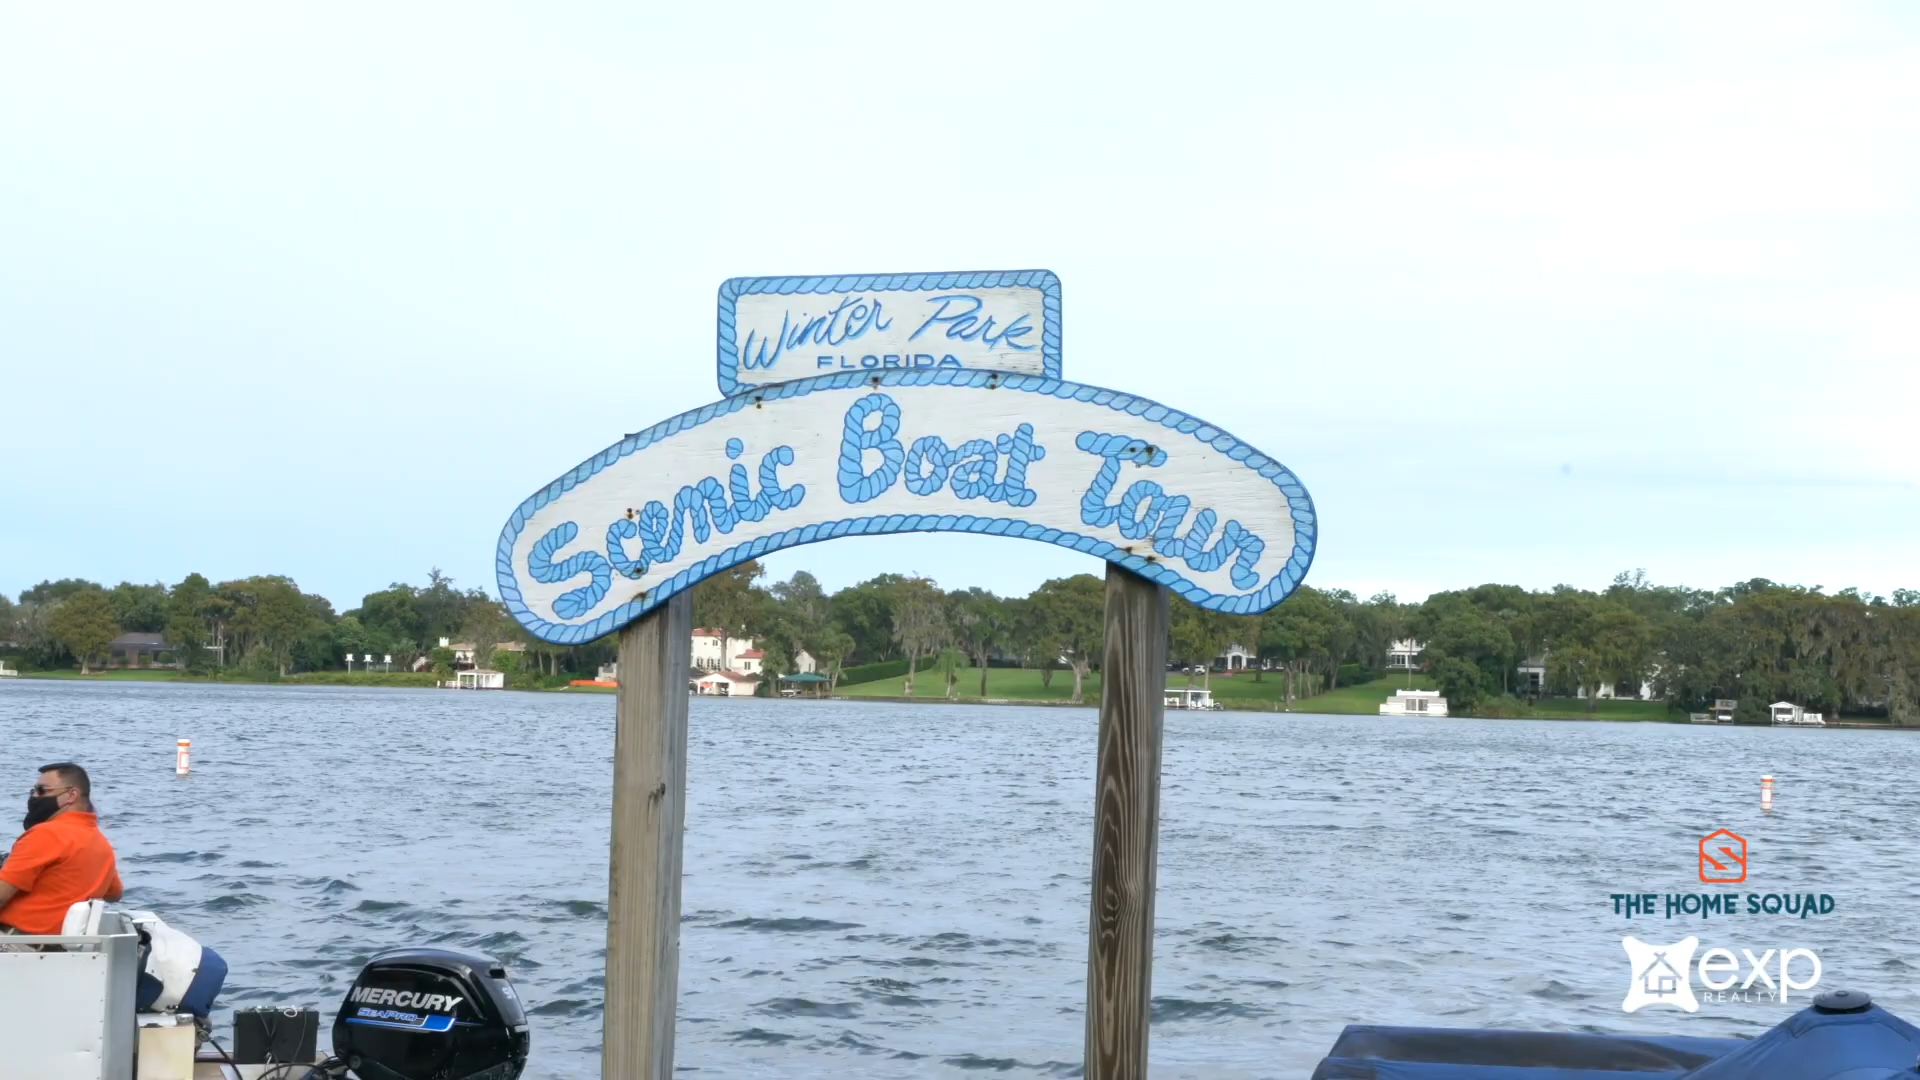 Winter Park
FLORIDA
Scenic Boat Tour
MERCURY
SEAPRO
THE HOME SQUAD
exp
REALTY